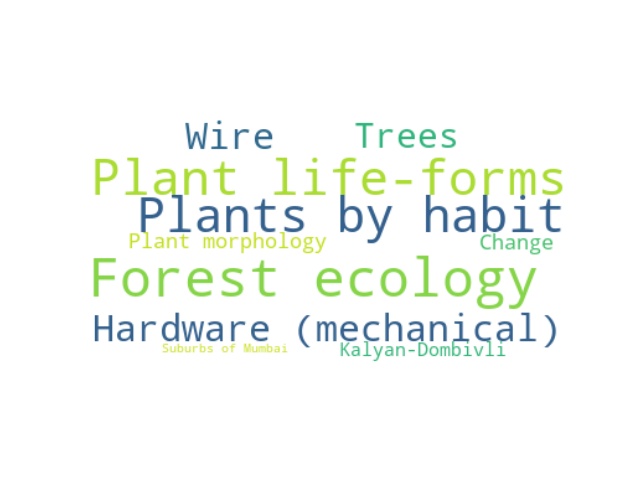 Wire Trees
Plant life-forms
Plants by habit
Plant morphology Change
Forest ecology
Hardware (mechanical)
Suburbs of Mumbai Kalyan-Dombivli